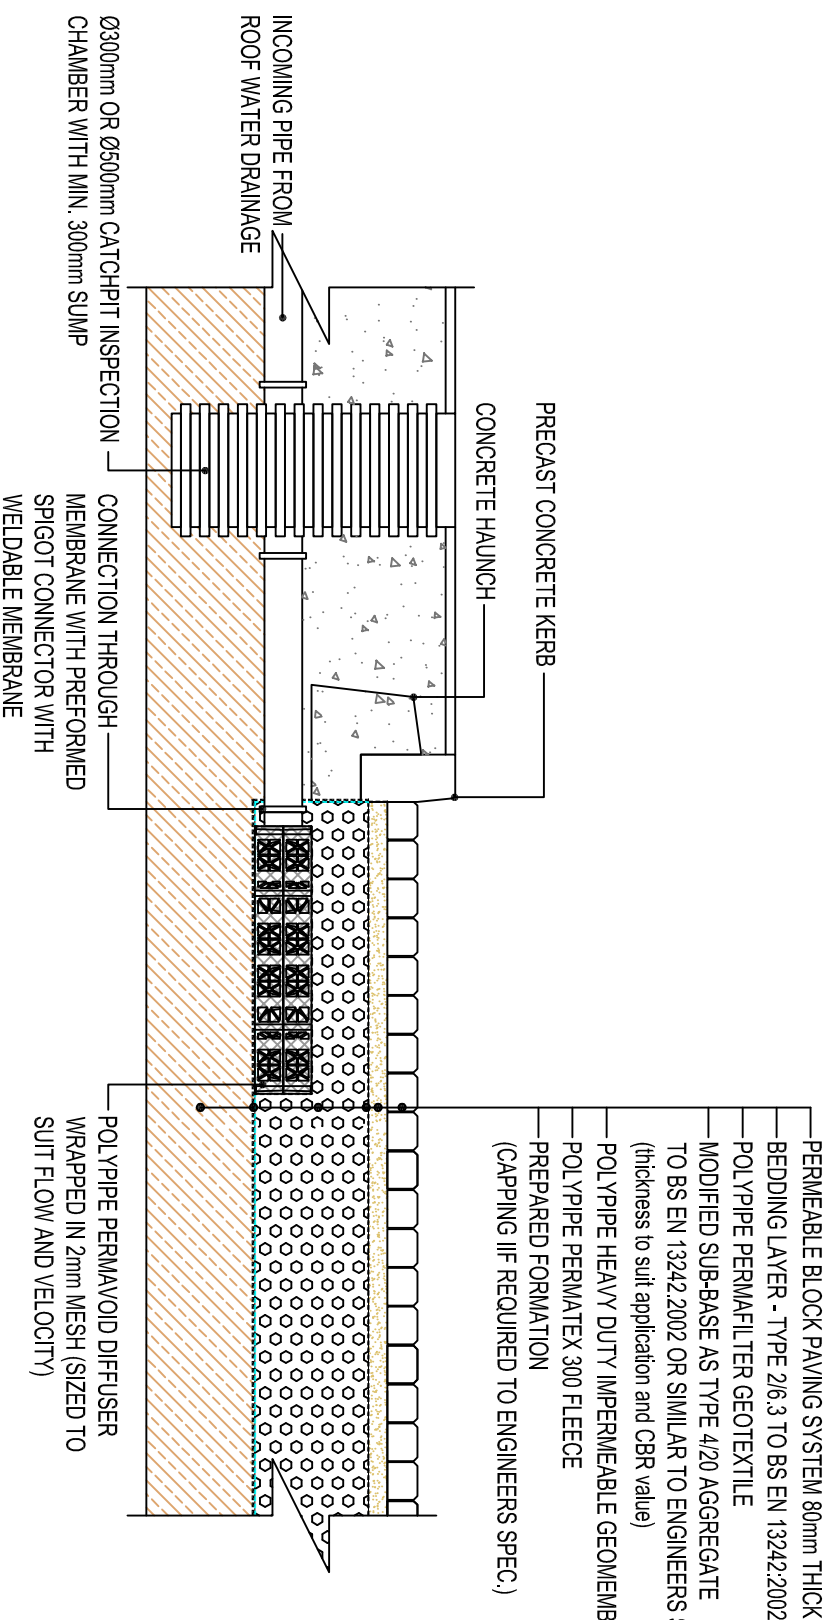 PERMEABLE BLOCK PAVING SYSTEM 80mm THICK
BEDDING LAYER - TYPE 2/6.3 TO BS EN 13242:2002
POLYPIPE PERMAFILTER GEOTEXTILE
MODIFIED SUB-BASE AS TYPE 4/20 AGGREGATE
TO BS EN 13242.2002 OR SIMILAR TO ENGINEERS
(thickness to suit application and CBR value)
POLYPIPE HEAVY DUTY IMPERMEABLE GEOMEMB
POLYPIPE PERMATEX 300 FLEECE
PREPARED FORMATION
(CAPPING IIF REQUIRED TO ENGINEERS SPEC.)
PRECAST CONCRETE KERB
CONCRETE HAUNCH
INCOMING PIPE FROM
ROOF WATER DRAINAGE
Ø300mm OR Ø500mm CATCHPIT INSPECTION
CHAMBER WITH MIN. 300mm SUMP
CONNECTION THROUGH
MEMBRANE WITH PREFORMED
SPIGOT CONNECTOR WITH
WELDABLE MEMBRANE
POLYPIPE PERMAVOID DIFFUSER
WRAPPED IN 2mm MESH (SIZED TO
SUIT FLOW AND VELOCITY)